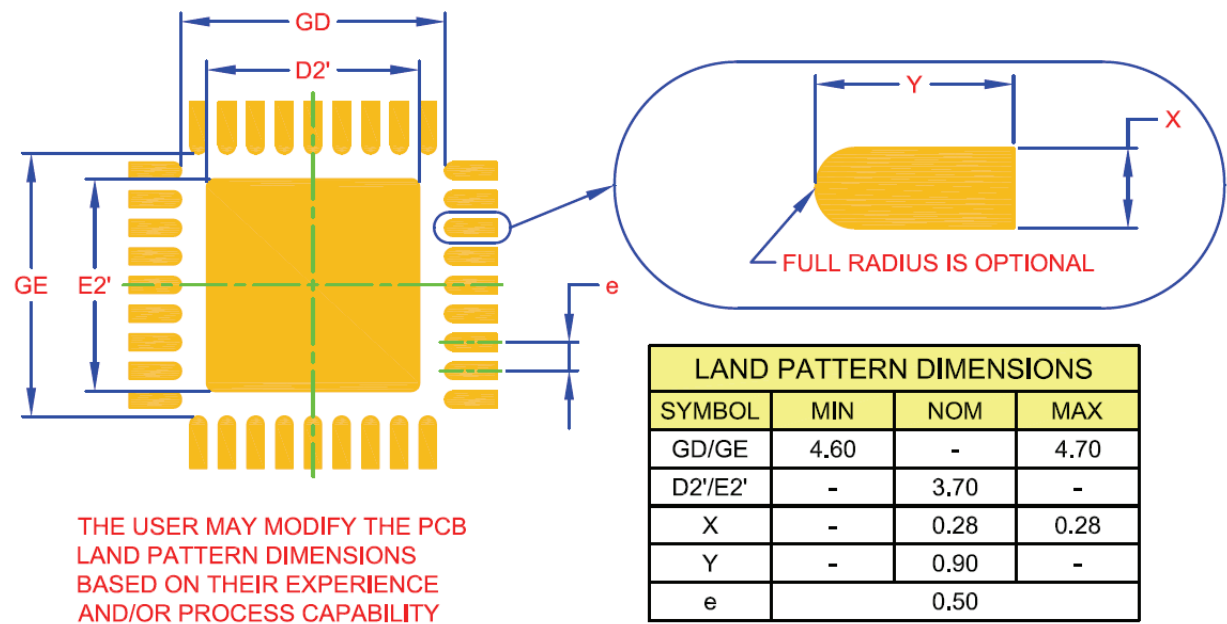 GD
D2'
GE
E2'
e
Y
X
FULL RADIUS IS OPTIONAL
LAND PATTERN DIMENSIONS
SYMBOL MIN NOM MAX
GD/GE 4.60 - 4.70
D2'/E2' - 3.70 -
X - 0.28 0.28
Y - 0.90 -
e 0.50
THE USER MAY MODIFY THE PCB
LAND PATTERN DIMENSIONS
BASED ON THEIR EXPERIENCE
AND/OR PROCESS CAPABILITY